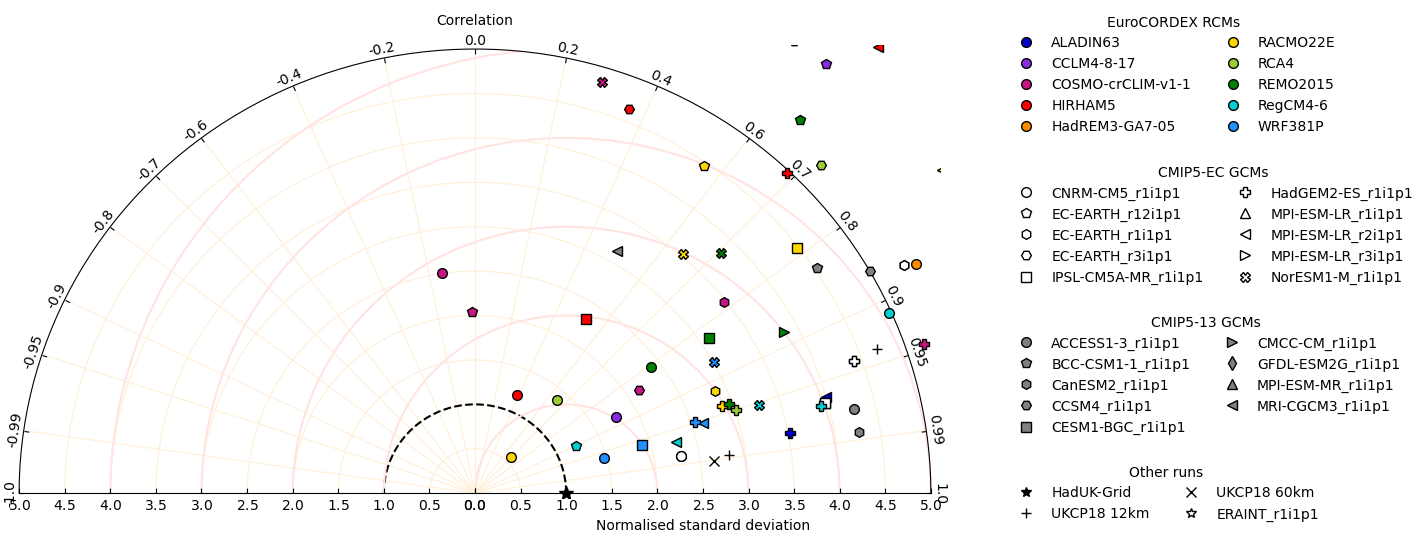 Correlation
-0.2 0.0 0.2
-0.4 0.4
-0.6 0.6
-0.7 0.7
-0.8 0.8
-0.9 0.9
-0.95 0.95
-0.99 0.99
-1.0 1.0
5.0 4.5 4.0 3.5 3.0 2.5 2.0 1.5 1.0 0.5 0.0 0.5 1.0 1.5 2.0 2.5 3.0 3.5 4.0 4.5 5.0
Normalised standard deviation
EuroCORDEX RCMs
ALADIN63 RACMO22E
CCLM4-8-17 RCA4
COSMO-crCLIM-v1-1 REMO2015
HIRHAM5 RegCM4-6
HadREM3-GA7-05 WRF381P
CMIP5-EC GCMs
CNRM-CM5_r1i1p1 HadGEM2-ES_r1i1p1
EC-EARTH_r12i1p1 MPI-ESM-LR_r1i1p1
EC-EARTH_r1i1p1 MPI-ESM-LR_r2i1p1
EC-EARTH_r3i1p1 MPI-ESM-LR_r3i1p1
IPSL-CM5A-MR_r1i1p1 NorESM1-M_r1i1p1
CMIP5-13 GCMs
ACCESS1-3_r1i1p1 CMCC-CM_r1i1p1
BCC-CSM1-1_r1i1p1 GFDL-ESM2G_r1i1p1
CanESM2_r1i1p1 MPI-ESM-MR_r1i1p1
CCSM4_r1i1p1 MRI-CGCM3_r1i1p1
CESM1-BGC_r1i1p1
Other runs
HadUK-Grid UKCP18 60km
UKCP18 12km ERAINT_r1i1p1